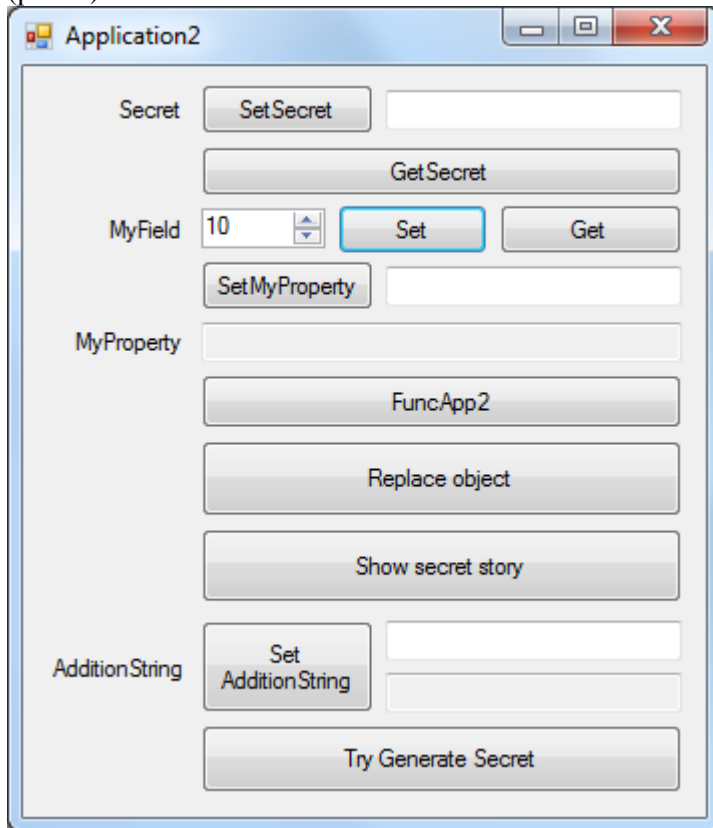 Application2
Secret SetSecret
GetSecret
MyField 10 Set Get
SetMyProperty
MyProperty
FuncApp2
Replace object
Show secret story
AdditionString Set
AdditionString
Try Generate Secret